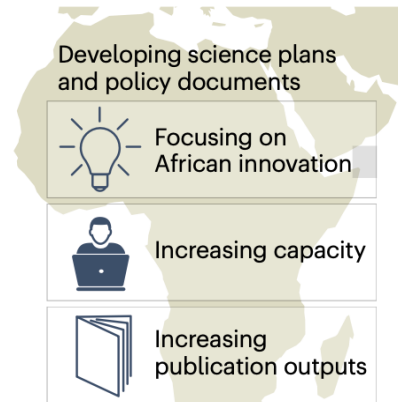 Developing science plans
and policy documents
Focusing on
African innovation
Increasing capacity
Increasing
publication outputs